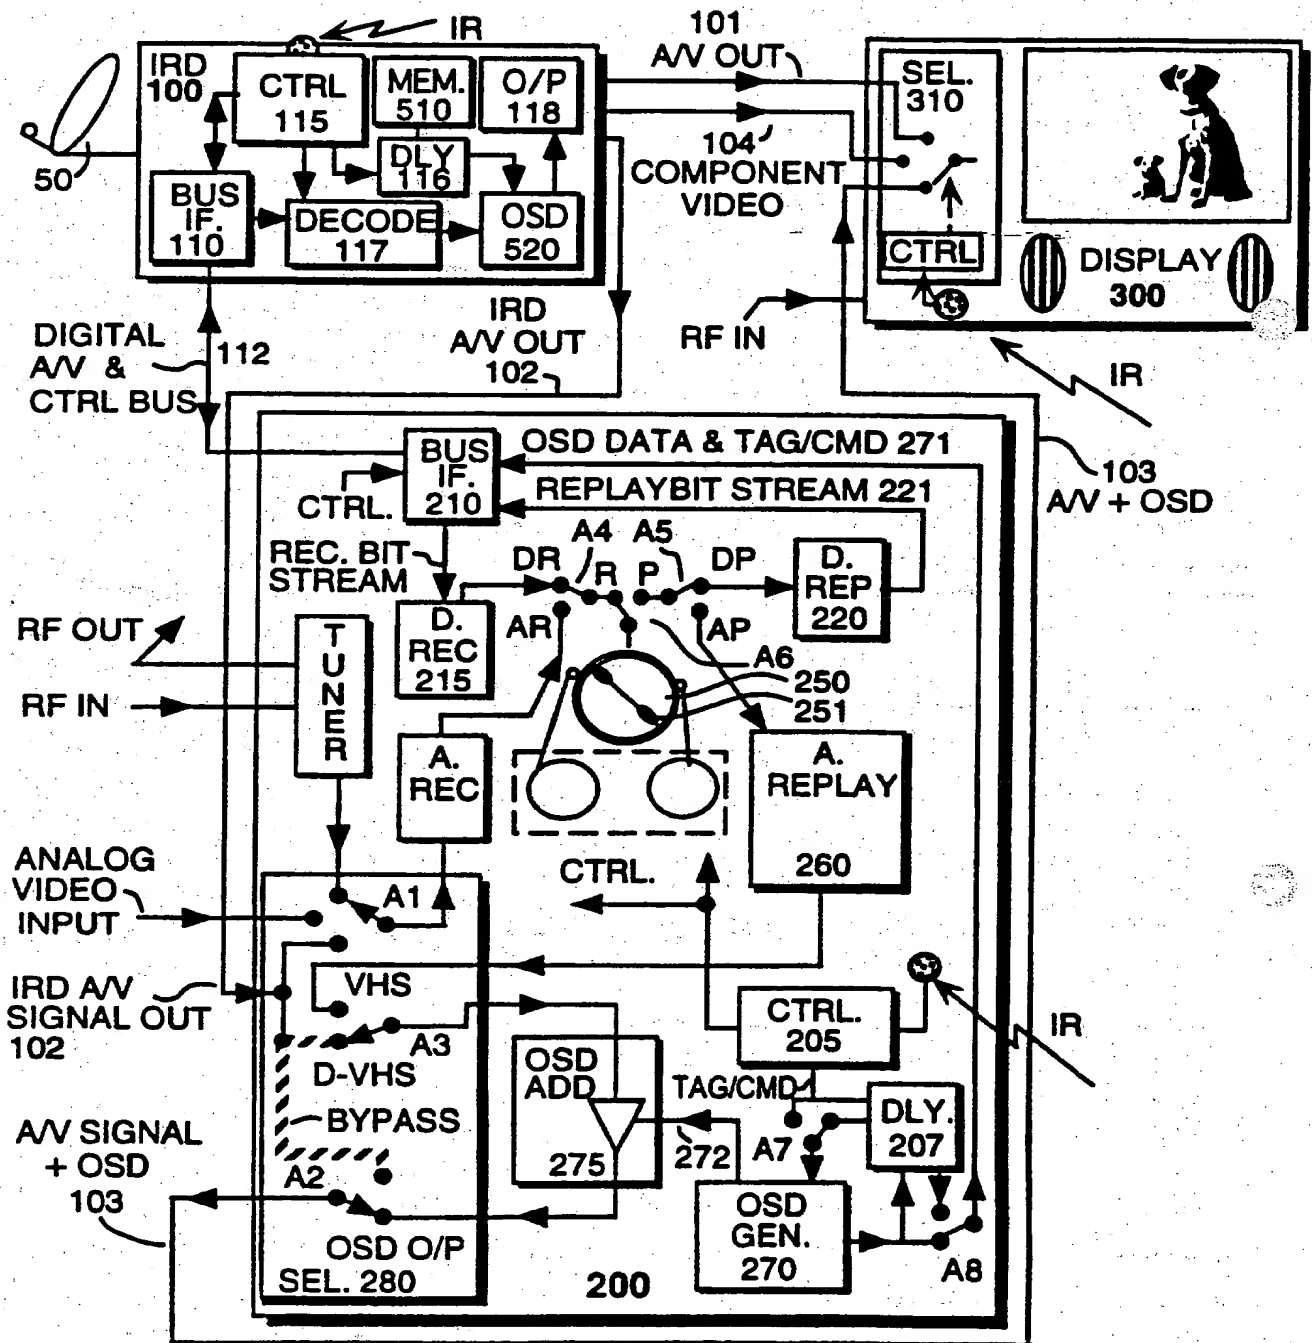 IR
101
A/V OUT
IRD
100
CTRL
115
MEM.
510
O/P
118
SEL.
310
50
DLY
116
104
COMPONENT
VIDEO
BUS
IF.
110
DECODE
117
OSD
520
CTRL
DISPLAY
300
RF IN
IR
DIGITAL
A/V &
CTRL BUS
112
IRD
A/V OUT
102
BUS
IF.
210
OSD DATA & TAG/CMD 271
103
A/V + OSD
CTRL.
REPLAYBIT STREAM 221
REC. BIT
STREAM
DR
A4
R
P
A5
DP
D.
REP
220
RF OUT
TUNER
D.
REC
215
AR
AP
A6
250
251
RF IN
A.
REC
A.
REPLAY
260
ANALOG
VIDEO
INPUT
A1
CTRL.
IRD A/V
SIGNAL OUT
102
VHS
A3
D-VHS
CTRL.
205
IR
OSD
ADD
275
TAG/CMD
A7
DLY.
207
BYPASS
272
A/V SIGNAL
+ OSD
103
A2
OSD O/P
SEL. 280
OSD
GEN.
270
A8
200